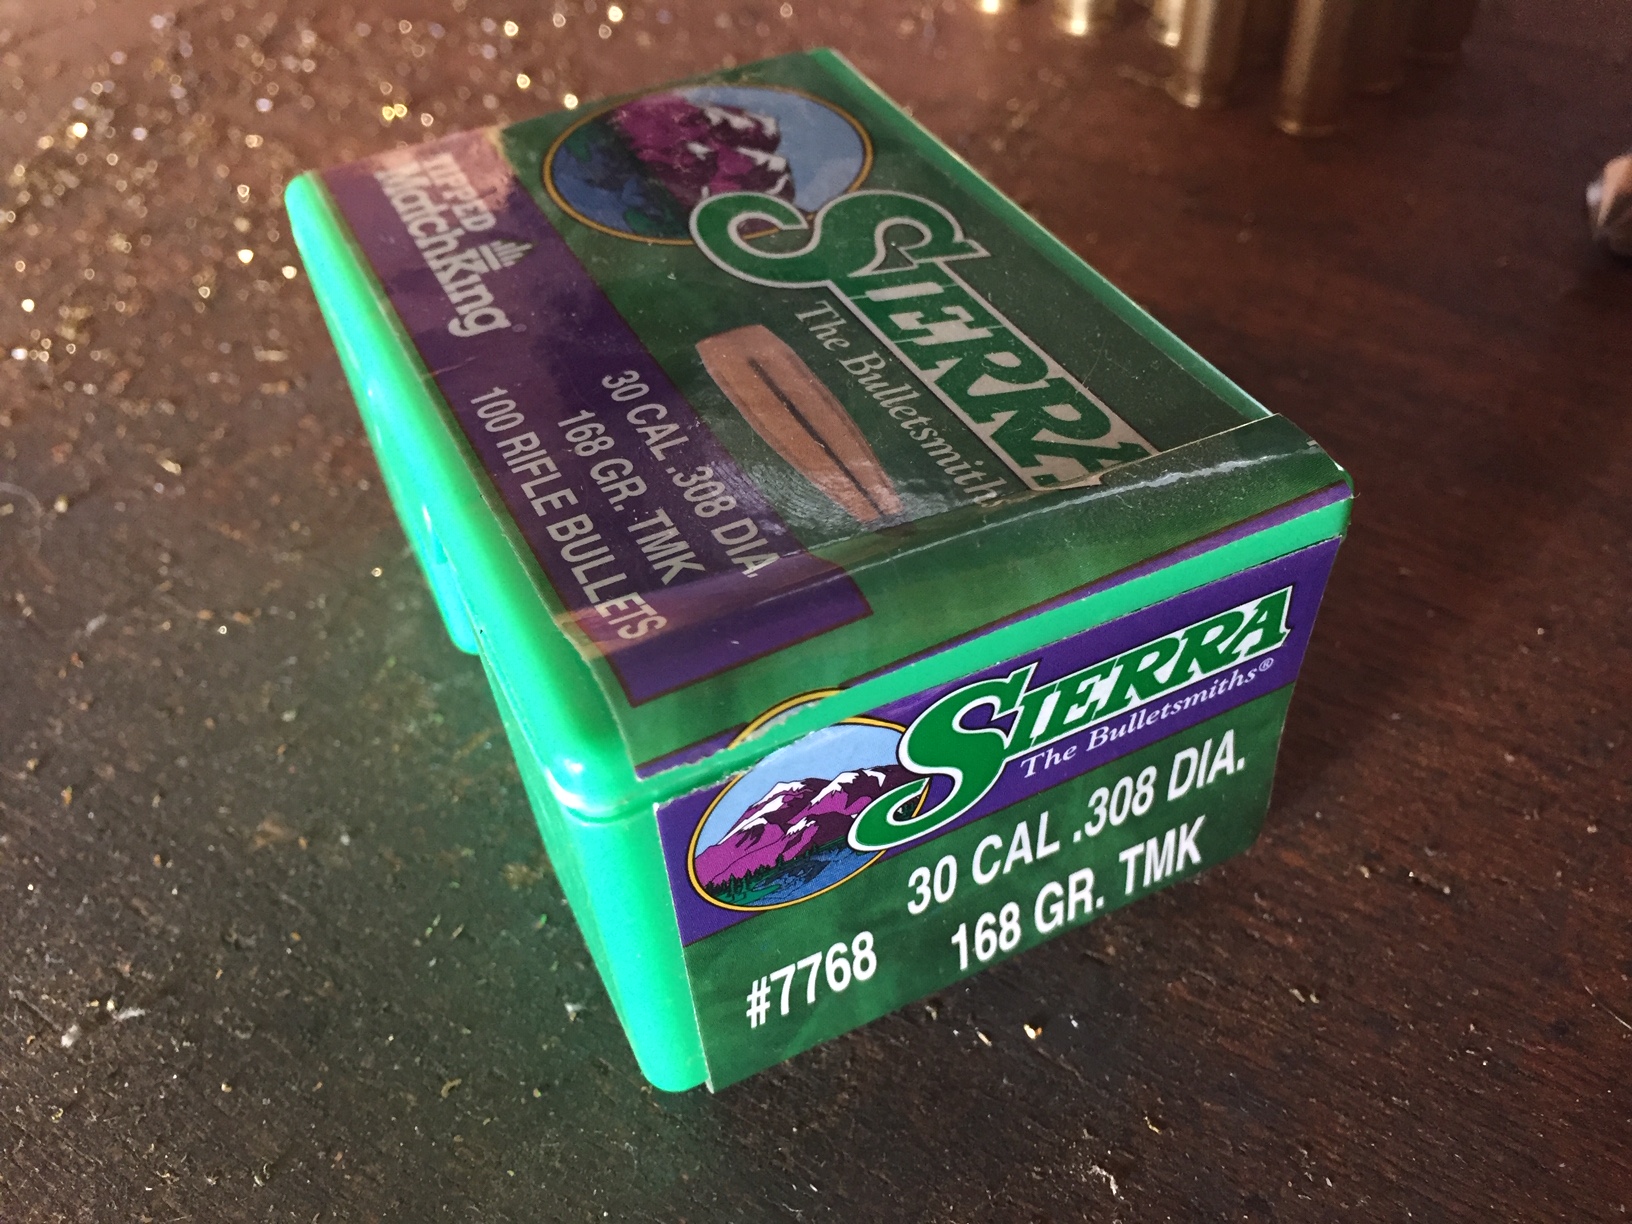 TIPPED
MatchKing®
SIERRA
The Bulletsmiths
30 CAL .308 DIA.
168 GR. TMK
100 RIFLE BULLETS
SIERRA
The Bulletsmiths®
30 CAL .308 DIA.
#7768 168 GR. TMK